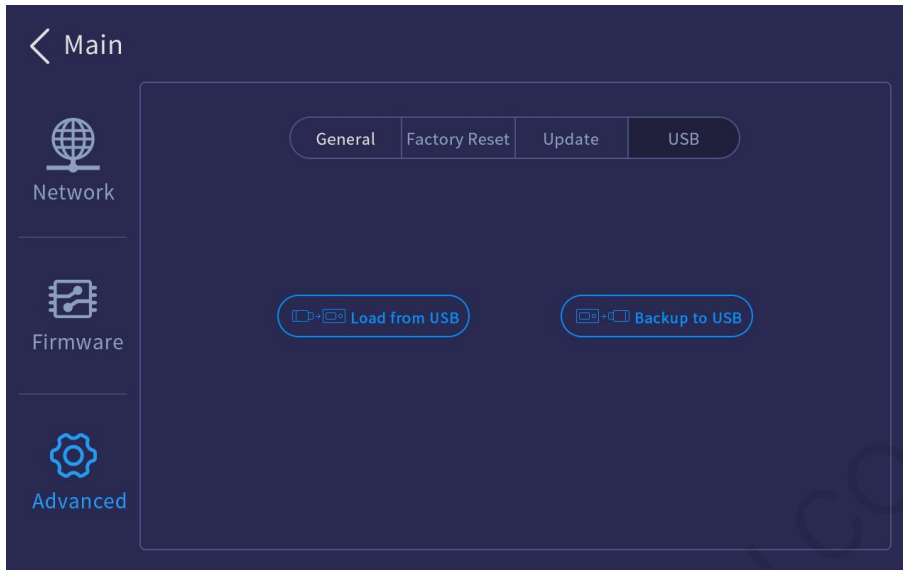 Main
General Factory Reset Update USB
Network
Load from USB Backup to USB
Firmware
Advanced